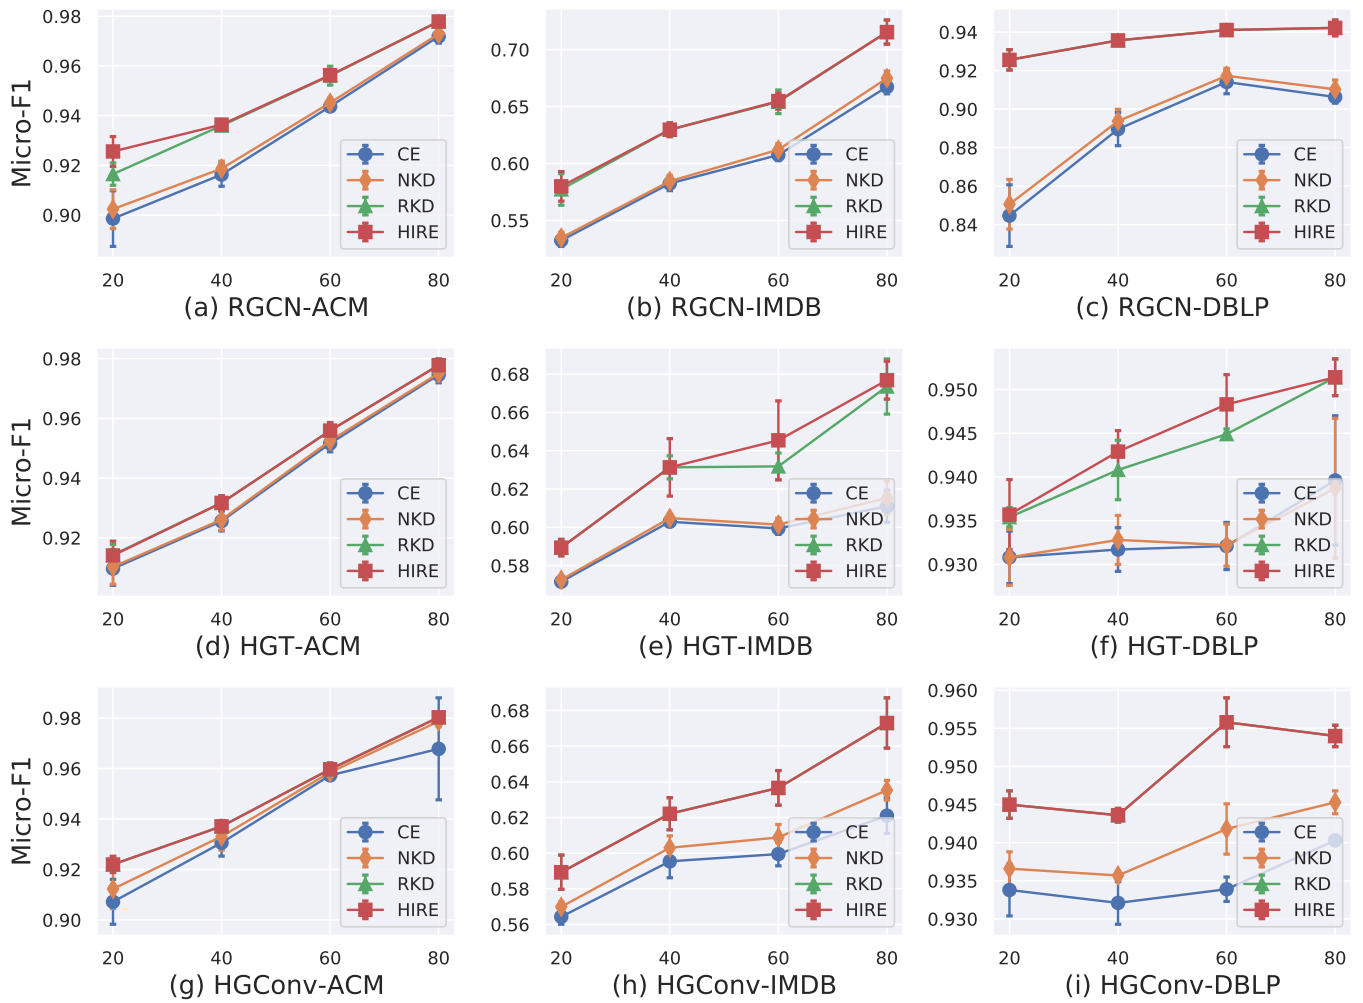 Micro-F1
0.98
0.96
0.94
0.92
0.90
CE
NKD
RKD
HIRE
20 40 60 80
(a) RGCN-ACM
0.70
0.65
0.60
0.55
CE
NKD
RKD
HIRE
20 40 60 80
(b) RGCN-IMDB
0.94
0.92
0.90
0.88
0.86
0.84
CE
NKD
RKD
HIRE
20 40 60 80
(c) RGCN-DBLP
Micro-F1
0.98
0.96
0.94
0.92
CE
NKD
RKD
HIRE
20 40 60 80
(d) HGT-ACM
0.68
0.66
0.64
0.62
0.60
0.58
CE
NKD
RKD
HIRE
20 40 60 80
(e) HGT-IMDB
0.950
0.945
0.940
0.935
0.930
CE
NKD
RKD
HIRE
20 40 60 80
(f) HGT-DBLP
Micro-F1
0.98
0.96
0.94
0.92
0.90
CE
NKD
RKD
HIRE
20 40 60 80
(g) HGConv-ACM
0.68
0.66
0.64
0.62
0.60
0.58
0.56
CE
NKD
RKD
HIRE
20 40 60 80
(h) HGConv-IMDB
0.960
0.955
0.950
0.945
0.940
0.935
0.930
CE
NKD
RKD
HIRE
20 40 60 80
(i) HGConv-DBLP